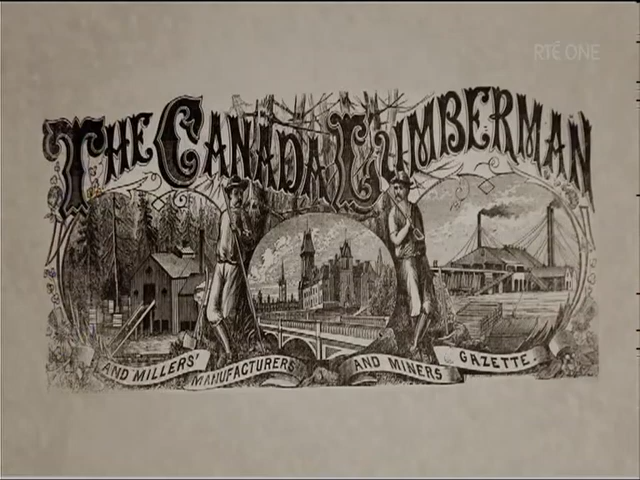 RTÉ ONE
THE CANADA LUMBERMAN
AND MILLERS' MANUFACTURERS AND MINERS GAZETTE.